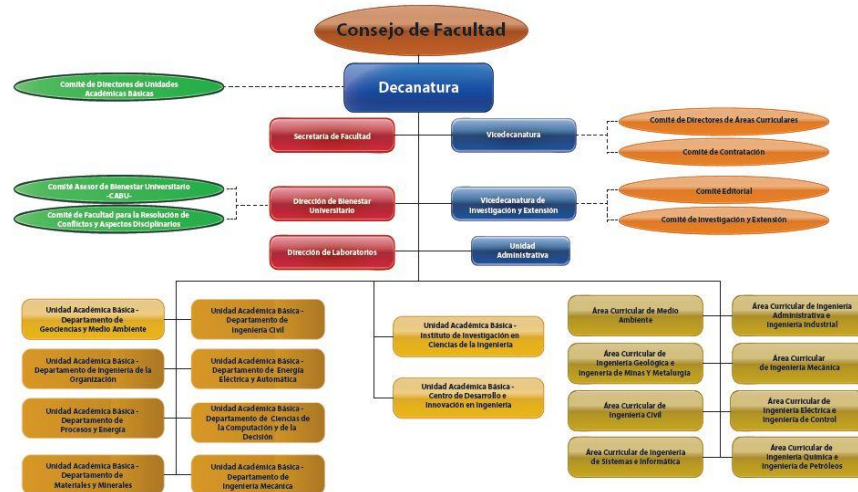 Consejo de Facultad
Decanatura
Comité de Directores de Unidades
Académicas Básicas
Secretaría de Facultad
Vicedecanatura
Comité de Directores de Áreas Curriculares
Comité de Contratación
Comité Asesor de Bienestar Universitario
-CABU-
Comité de Facultad para la Resolución de
Conflictos y Aspectos Disciplinarios
Dirección de Bienestar
Universitario
Vicedecanatura de
Investigación y Extensión
Comité Editorial
Comité de Investigación y Extensión
Dirección de Laboratorios
Unidad
Administrativa
Unidad Académica Básica -
Departamento de
Geociencias y Medio Ambiente
Unidad Académica Básica -
Departamento de
Ingeniería Civil
Unidad Académica Básica -
Departamento de Ingeniería de la
Organización
Unidad Académica Básica -
Departamento de Energía
Eléctrica y Automática
Unidad Académica Básica -
Departamento de
Procesos y Energía
Unidad Académica Básica -
Departamento de Ciencias de
la Computación y de la
Decisión
Unidad Académica Básica -
Departamento de
Materiales y Minerales
Unidad Académica Básica -
Departamento de
Ingeniería Mecánica
Unidad Académica Básica -
Instituto de Investigación en
Ciencias de la Ingeniería
Unidad Académica Básica -
Centro de Desarrollo e
Innovación en Ingeniería
Área Curricular de Medio
Ambiente
Área Curricular de Ingeniería
Administrativa e
Ingeniería Industrial
Área Curricular de
Ingeniería Geológica e
Ingeniería de Minas Y Metalurgia
Área Curricular
de Ingeniería Mecánica
Área Curricular de
Ingeniería Civil
Área Curricular de
Ingeniería Eléctrica e
Ingeniería de Control
Área Curricular de Ingeniería
de Sistemas e Informática
Área Curricular de
Ingeniería Química e
Ingeniería de Petróleos